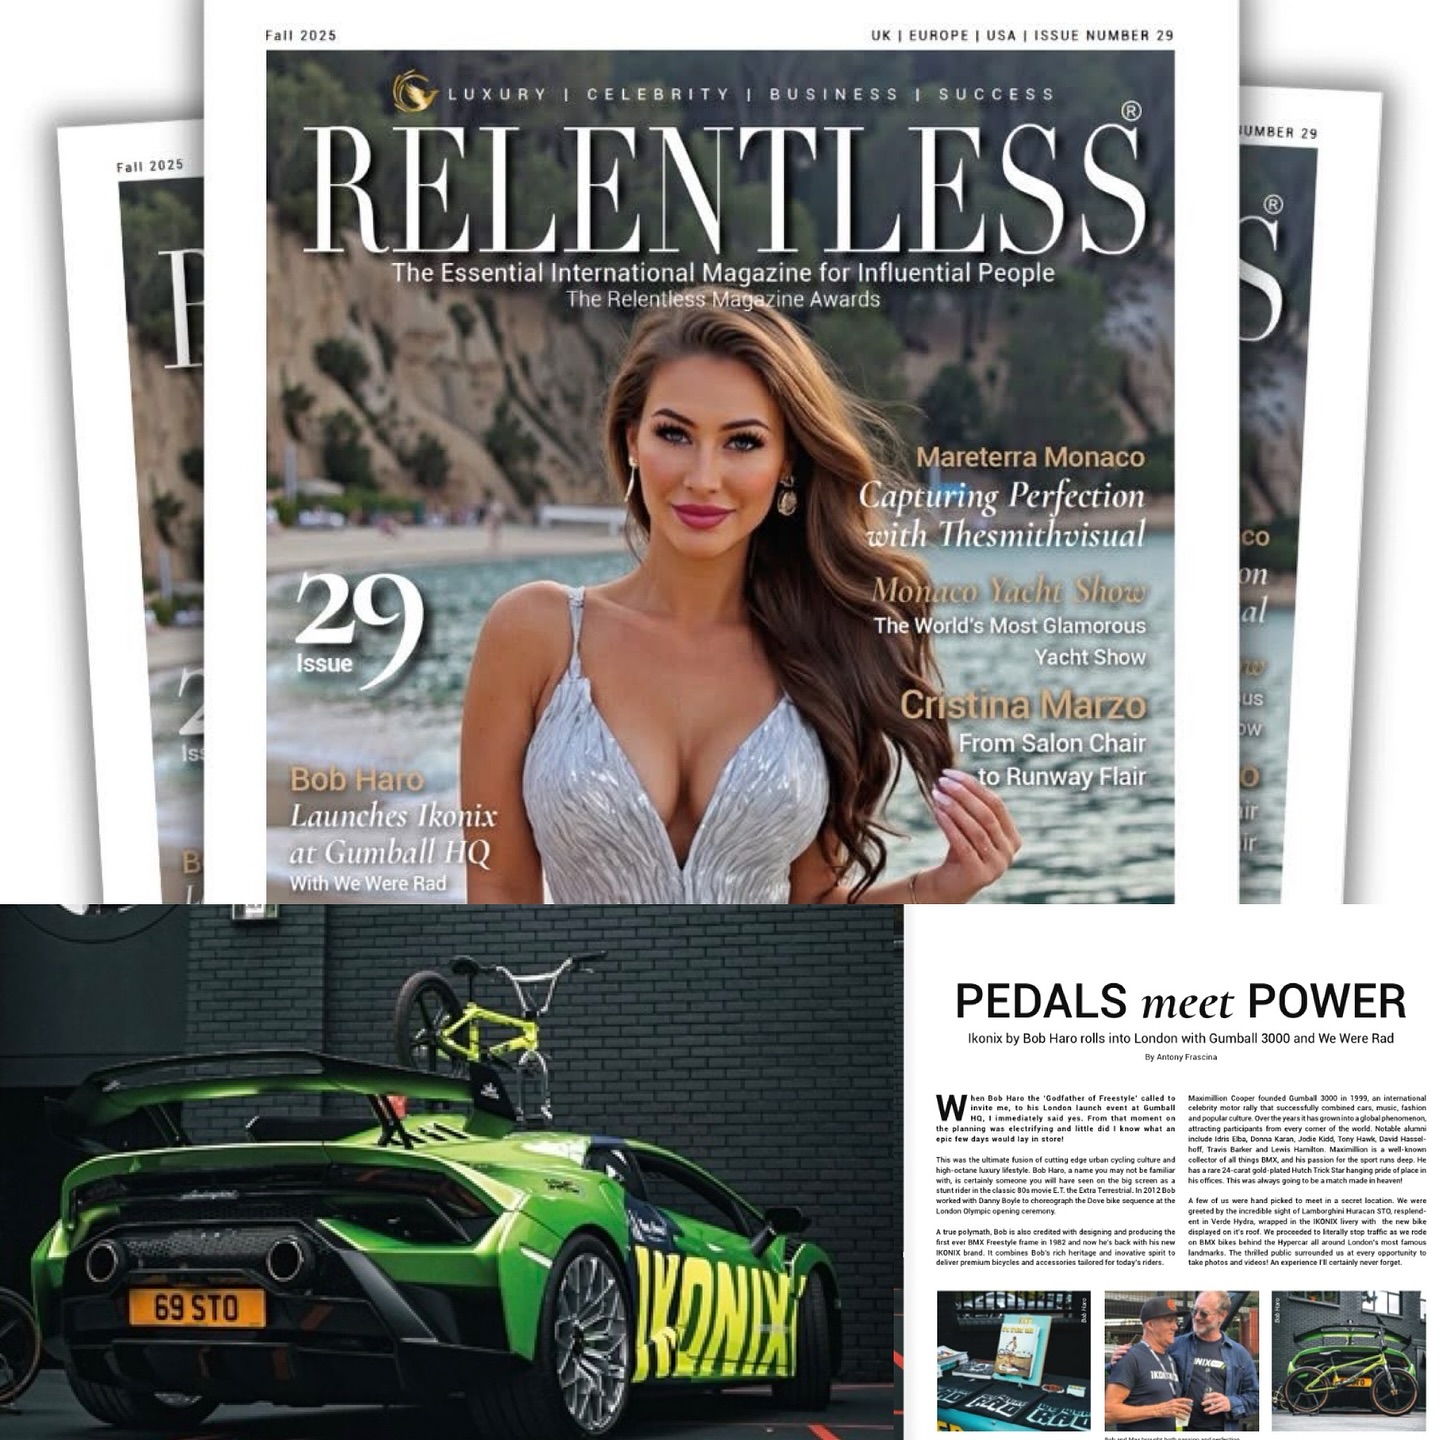 Fall 2025
UK | EUROPE | USA | ISSUE NUMBER 29
LUXURY | CELEBRITY | BUSINESS | SUCCESS
RELENTLESS®
The Essential International Magazine for Influential People
The Relentless Magazine Awards
Mareterra Monaco
Capturing Perfection
with Thesmithvisual
Monaco Yacht Show
The World's Most Glamorous
Yacht Show
Cristina Marzo
From Salon Chair
to Runway Flair
29
Issue
Bob Haro
Launches Ikonix
at Gumball HQ
With We Were Rad
Fall 2025
NUMBER 29
S®
69 STO
IKONIX
PEDALS meet POWER
Ikonix by Bob Haro rolls into London with Gumball 3000 and We Were Rad
By Antony Frascina
When Bob Haro the 'Godfather of Freestyle' called to
invite me, to his London launch event at Gumball
HQ, I immediately said yes. From that moment on
the planning was electrifying and little did I know what an
epic few days would lay in store!
This was the ultimate fusion of cutting edge urban cycling culture and
high-octane luxury lifestyle. Bob Haro, a name you may not be familiar
with, is certainly someone you will have seen on the big screen as a
stunt rider in the classic 80s movie E.T. the Extra Terrestrial. In 2012 Bob
worked with Danny Boyle to choreograph the Dove bike sequence at the
London Olympic opening ceremony.
A true polymath, Bob is also credited with designing and producing the
first ever BMX Freestyle frame in 1982 and now he's back with his new
IKONIX brand. It combines Bob's rich heritage and inovative spirit to
deliver premium bicycles and accessories tailored for today's riders.
Maximillion Cooper founded Gumball 3000 in 1999, an international
celebrity motor rally that successfully combined cars, music, fashion
and popular culture. Over the years it has grown into a global phenomenon,
attracting participants from every corner of the world. Notable alumni
include Idris Elba, Donna Karan, Jodie Kidd, Tony Hawk, David Hassel-
hoff, Travis Barker and Lewis Hamilton. Maximillion is a well-known
collector of all things BMX, and his passion for the sport runs deep. He
has a rare 24-carat gold-plated Hutch Trick Star hanging pride of place in
his offices. This was always going to be a match made in heaven!
A few of us were hand picked to meet in a secret location. We were
greeted by the incredible sight of Lamborghini Huracan STO, resplend-
ent in Verde Hydra, wrapped in the IKONIX livery with the new bike
displayed on it's roof. We proceeded to literally stop traffic as we rode
on BMX bikes behind the Hypercar all around London's most famous
landmarks. The thrilled public surrounded us at every opportunity to
take photos and videos! An experience I'll certainly never forget.
Bob Haro
Bob Haro